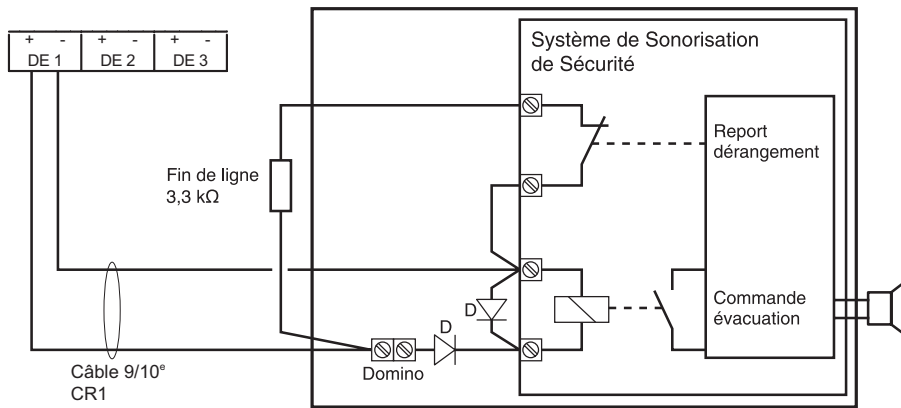 + - + - + -
DE 1 DE 2 DE 3
Système de Sonorisation
de Sécurité
Report
dérangement
Fin de ligne
3,3 kΩ
D
D
Commande
évacuation
Domino
Câble 9/10e
CR1